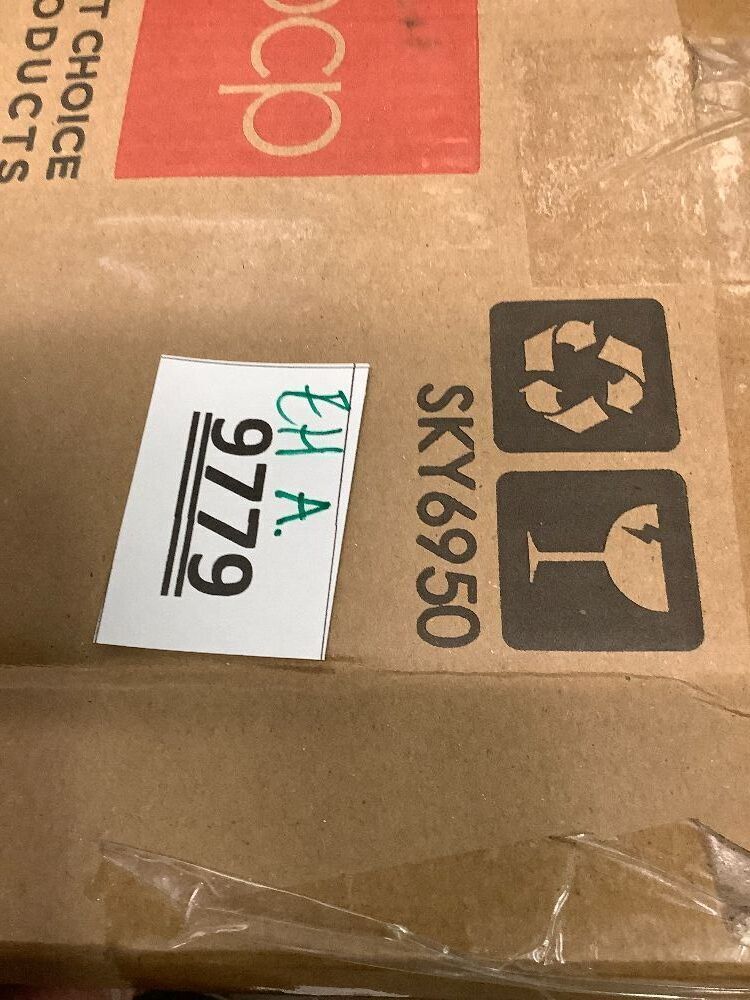 bcp
T CHOICE
ODUCTS
SKY6950
EH A.
9779